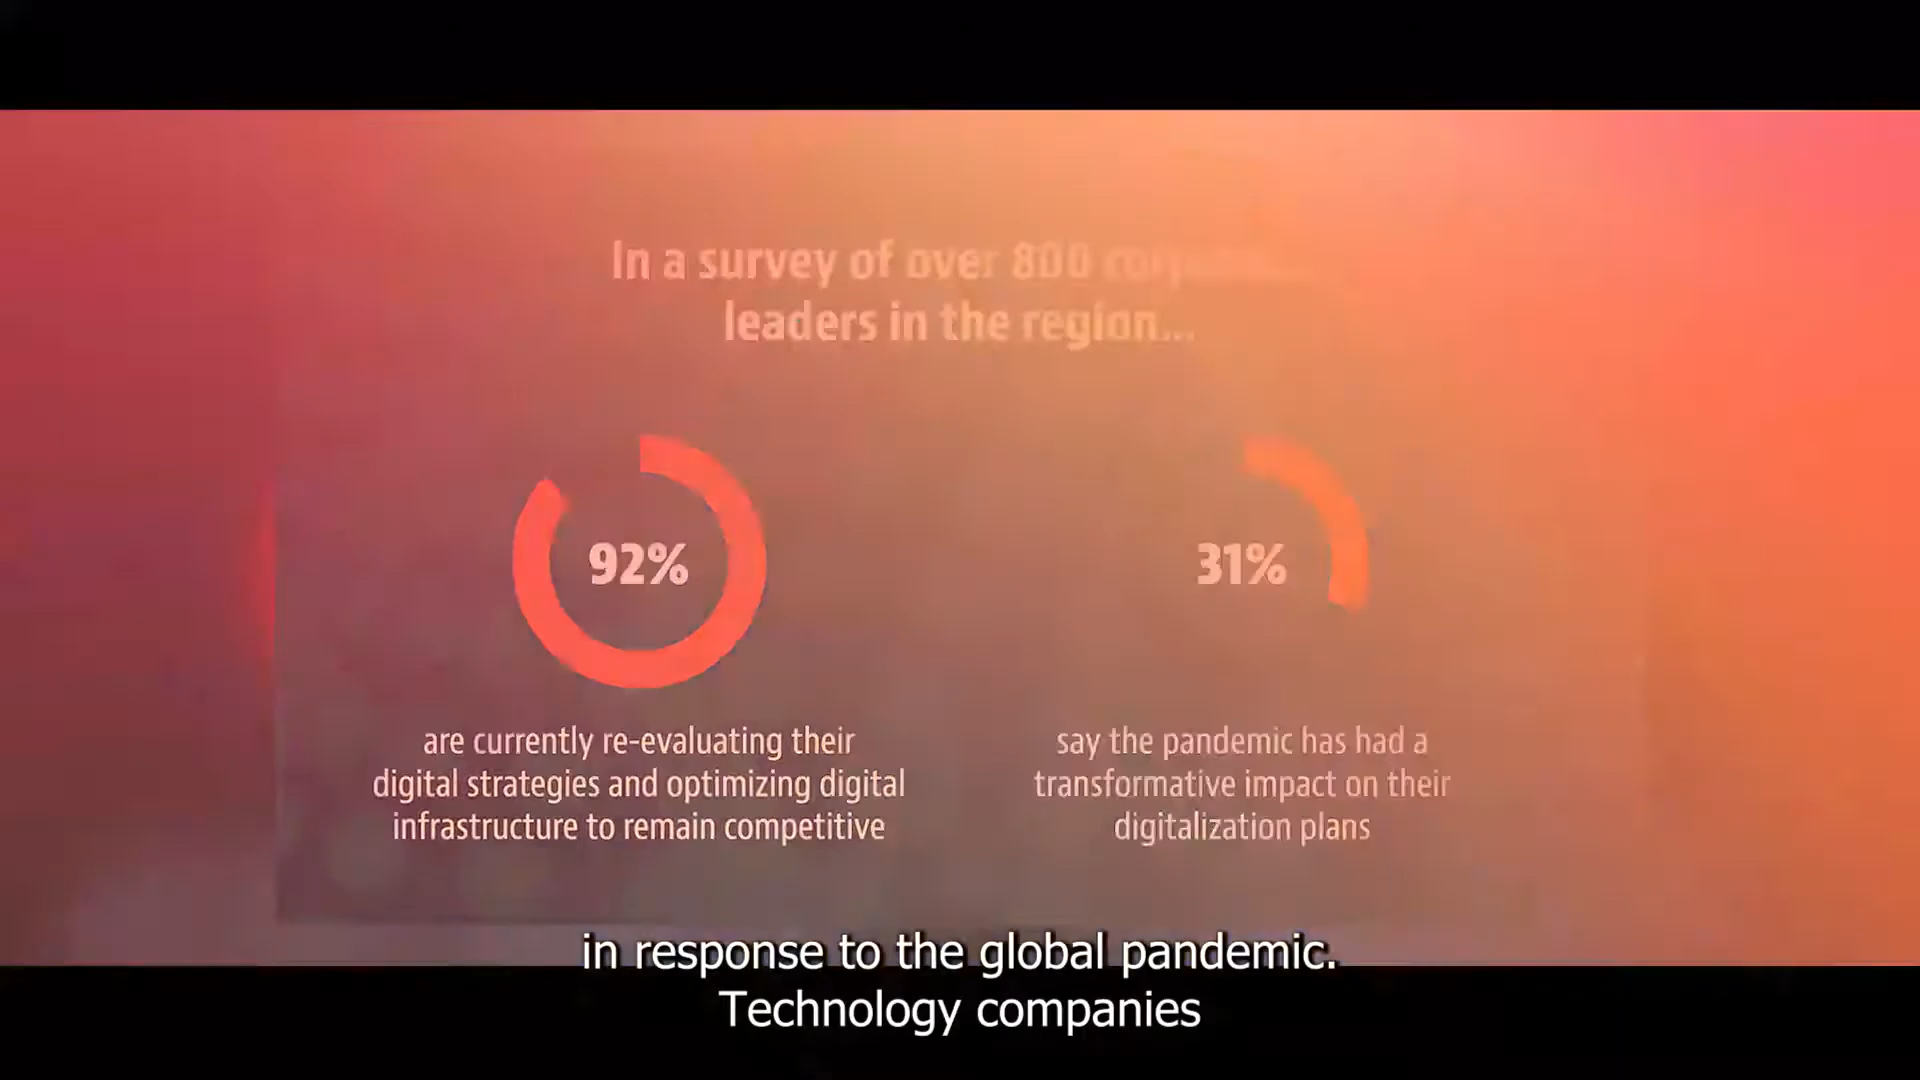 In a survey of over 800
leaders in the region...
92%
are currently re-evaluating their
digital strategies and optimizing digital
infrastructure to remain competitive
31%
say the pandemic has had a
transformative impact on their
digitalization plans
in response to the global pandemic.
Technology companies